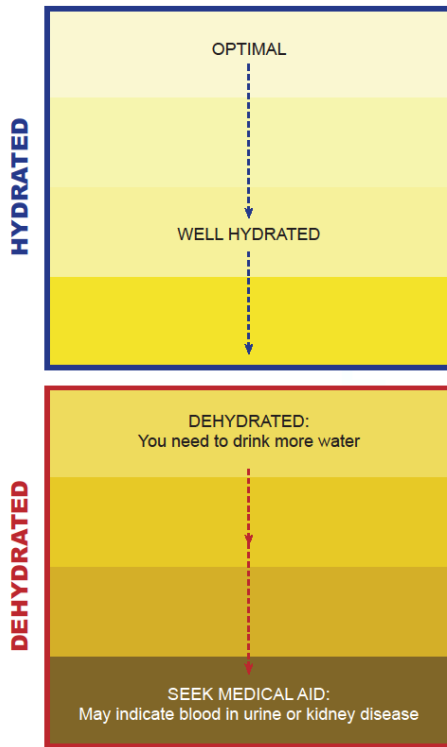 HYDRATED
OPTIMAL
WELL HYDRATED
DEHYDRATED
DEHYDRATED:
You need to drink more water
SEEK MEDICAL AID:
May indicate blood in urine or kidney disease